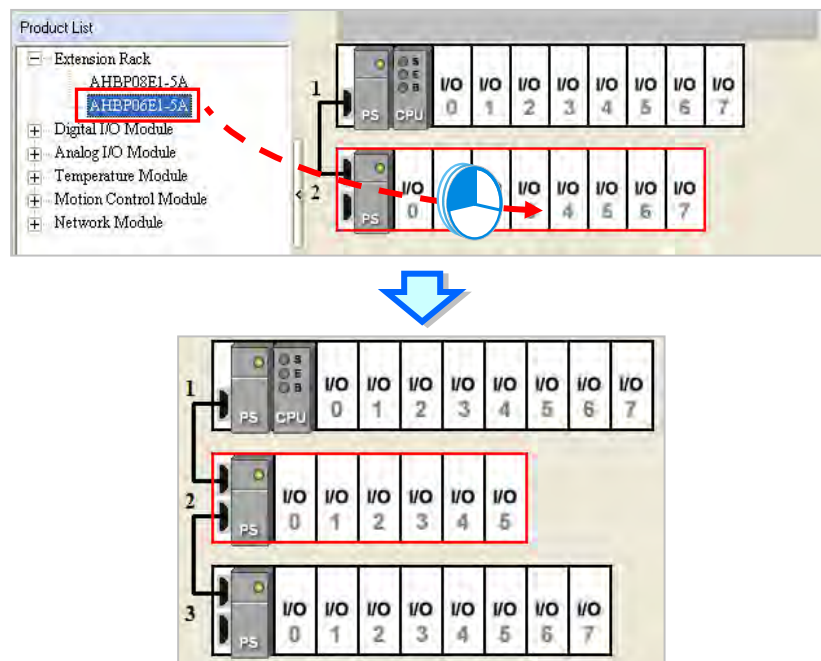 Product List
Extension Rack
AHBP08E1-5A
AHBP06E1-5A
Digital I/O Module
Analog I/O Module
Temperature Module
Motion Control Module
Network Module
1
PS CPU S E B I/O 0 I/O 1 I/O 2 I/O 3 I/O 4 I/O 5 I/O 6 I/O 7
2
PS I/O 0 I/O I/O 4 I/O 5 I/O 6 I/O 7
1
PS CPU S E B I/O 0 I/O 1 I/O 2 I/O 3 I/O 4 I/O 5 I/O 6 I/O 7
2
PS I/O 0 I/O 1 I/O 2 I/O 3 I/O 4 I/O 5
3
PS I/O 0 I/O 1 I/O 2 I/O 3 I/O 4 I/O 5 I/O 6 I/O 7